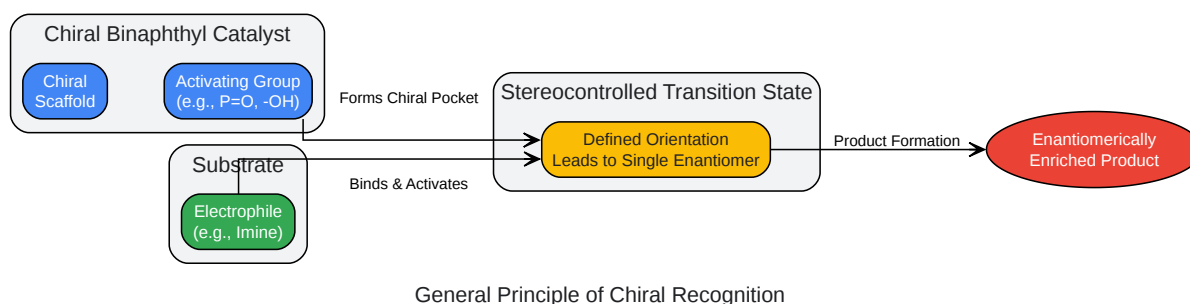 Chiral Binaphthyl Catalyst
Chiral
Scaffold
Activating Group
(e.g., P=O, -OH)
Forms Chiral Pocket
Substrate
Electrophile
(e.g., Imine)
Binds & Activates
Stereocontrolled Transition State
Defined Orientation
Leads to Single Enantiomer
Product Formation
Enantiomerically
Enriched Product
General Principle of Chiral Recognition